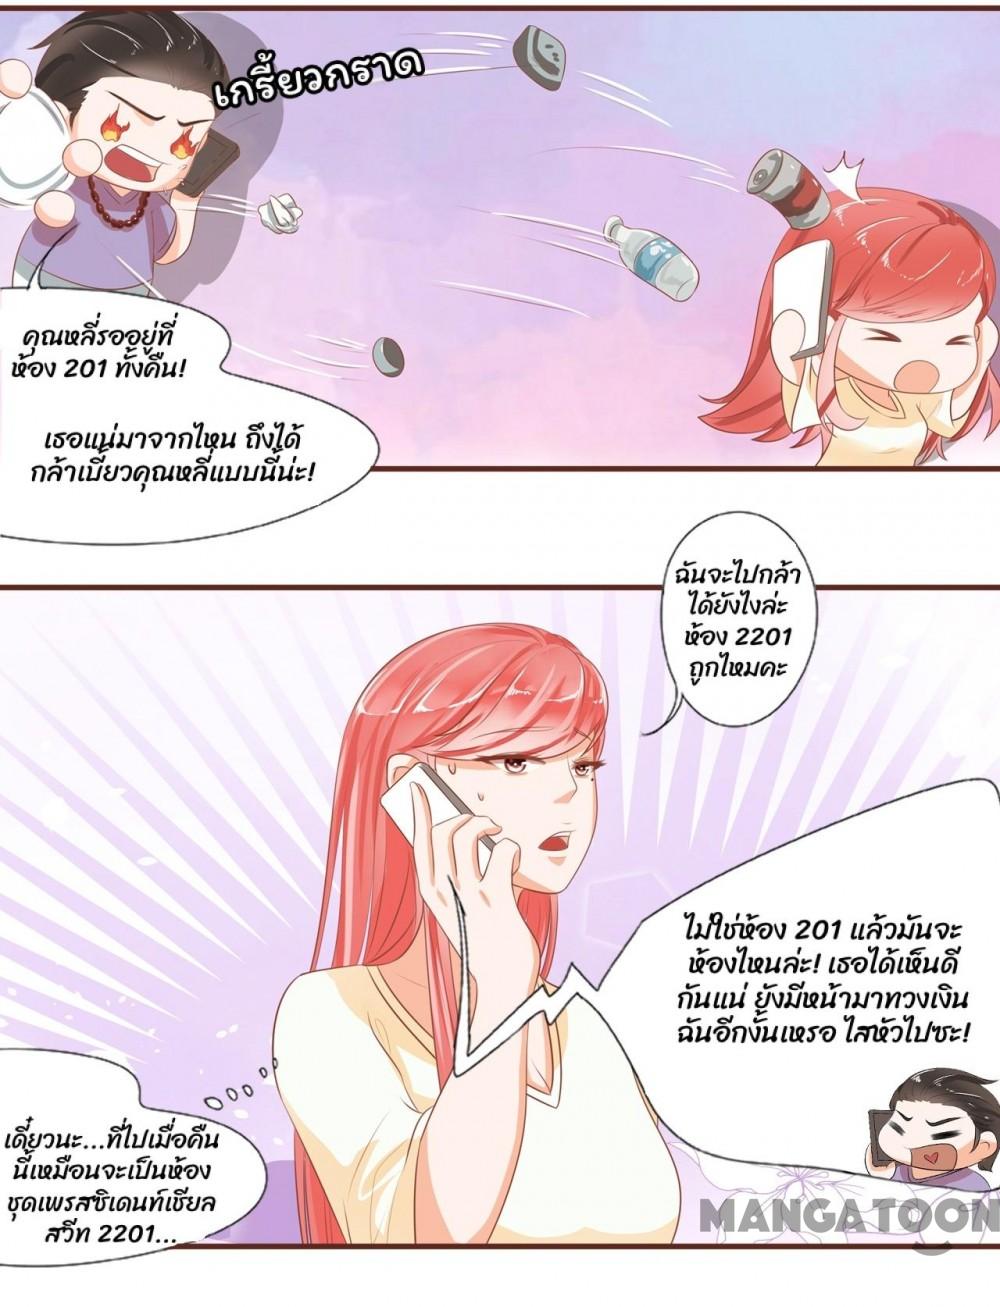 เกรี้ยวกราด
คุณหลี่รออยู่ที่
ห้อง 201 ทั้งคืน!
เธอแน่มาจากไหน ถึงได้
กล้าเบี้ยวคุณหลี่แบบนี้น่ะ!
ฉันจะไปกล้า
ได้ยังไงล่ะ
ห้อง 2201
ถูกไหมคะ
ไม่ใช่ห้อง 201 แล้วมันจะ
ห้องไหนล่ะ! เธอได้เห็นดี
กันแน่ ยังมีหน้ามาทวงเงิน
ฉันอีกงั้นเหรอ ไสหัวไปซะ!
เดี๋ยวนะ...ที่ไปเมื่อคืน
นี้เหมือนจะเป็นห้อง
ชุดเพรสซิเดนท์เชียล
สวีท 2201...
MANGATOON